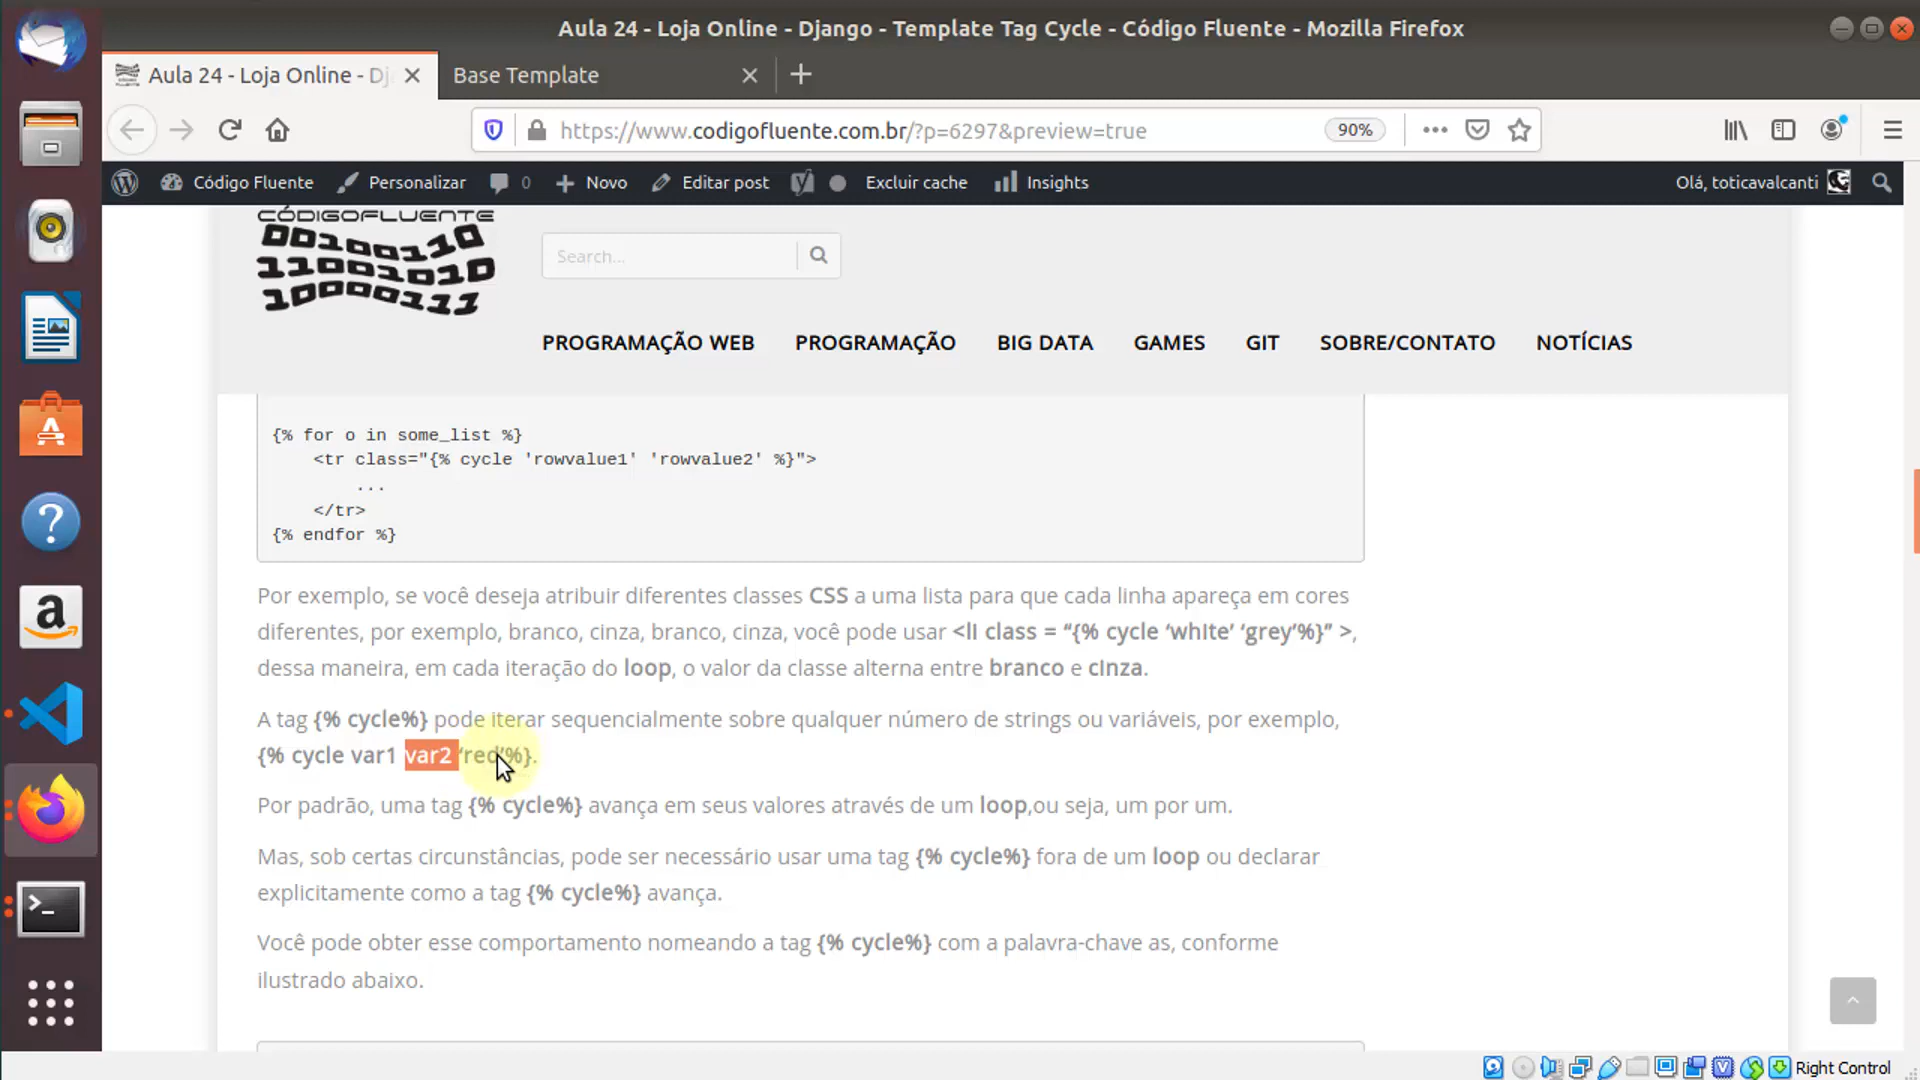 Aula 24 - Loja Online - Django - Template Tag Cycle - Código Fluente - Mozilla Firefox
Aula 24 - Loja Online - Dj
Base Template
https://www.codigofluente.com.br/?p=6297&preview=true
90%
Código Fluente
Personalizar
0
Novo
Editar post
Excluir cache
Insights
Olá, toticavalcanti
CÓDIGOFLUENTE
00100110
11001010
10000111
Search...
PROGRAMAÇÃO WEB
PROGRAMAÇÃO
BIG DATA
GAMES
GIT
SOBRE/CONTATO
NOTÍCIAS
{% for o in some_list %}
<tr class="{% cycle 'rowvalue1' 'rowvalue2' %}">
...
</tr>
{% endfor %}
Por exemplo, se você deseja atribuir diferentes classes CSS a uma lista para que cada linha apareça em cores
diferentes, por exemplo, branco, cinza, branco, cinza, você pode usar <li class = “{% cycle ‘white’ ‘grey’%}” >,
dessa maneira, em cada iteração do loop, o valor da classe alterna entre branco e cinza.
A tag {% cycle%} pode iterar sequencialmente sobre qualquer número de strings ou variáveis, por exemplo,
{% cycle var1 var2 ‘red’%}.
Por padrão, uma tag {% cycle%} avança em seus valores através de um loop,ou seja, um por um.
Mas, sob certas circunstâncias, pode ser necessário usar uma tag {% cycle%} fora de um loop ou declarar
explicitamente como a tag {% cycle%} avança.
Você pode obter esse comportamento nomeando a tag {% cycle%} com a palavra-chave as, conforme
ilustrado abaixo.
Right Control